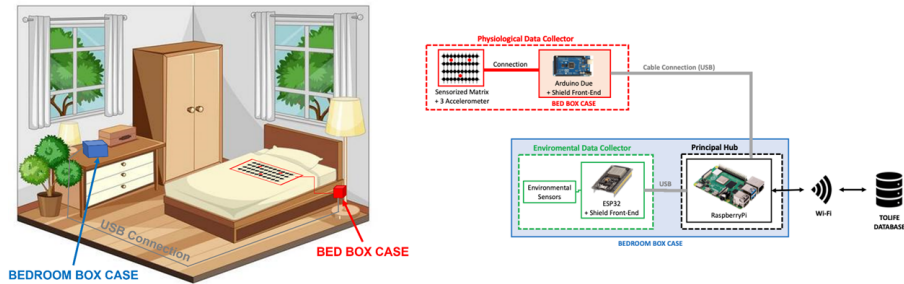 USB Connection
BED BOX CASE
BEDROOM BOX CASE
Physiological Data Collector
Connection
Cable Connection (USB)
Sensorized Matrix
+ 3 Accelerometer
Arduino Due
+ Shield Front-End
BED BOX CASE
Enviromental Data Collector
Principal Hub
Environmental
Sensors
USB
ESP32
+ Shield Front-End
RaspberryPi
Wi-Fi
TOLIFE
DATABASE
BEDROOM BOX CASE